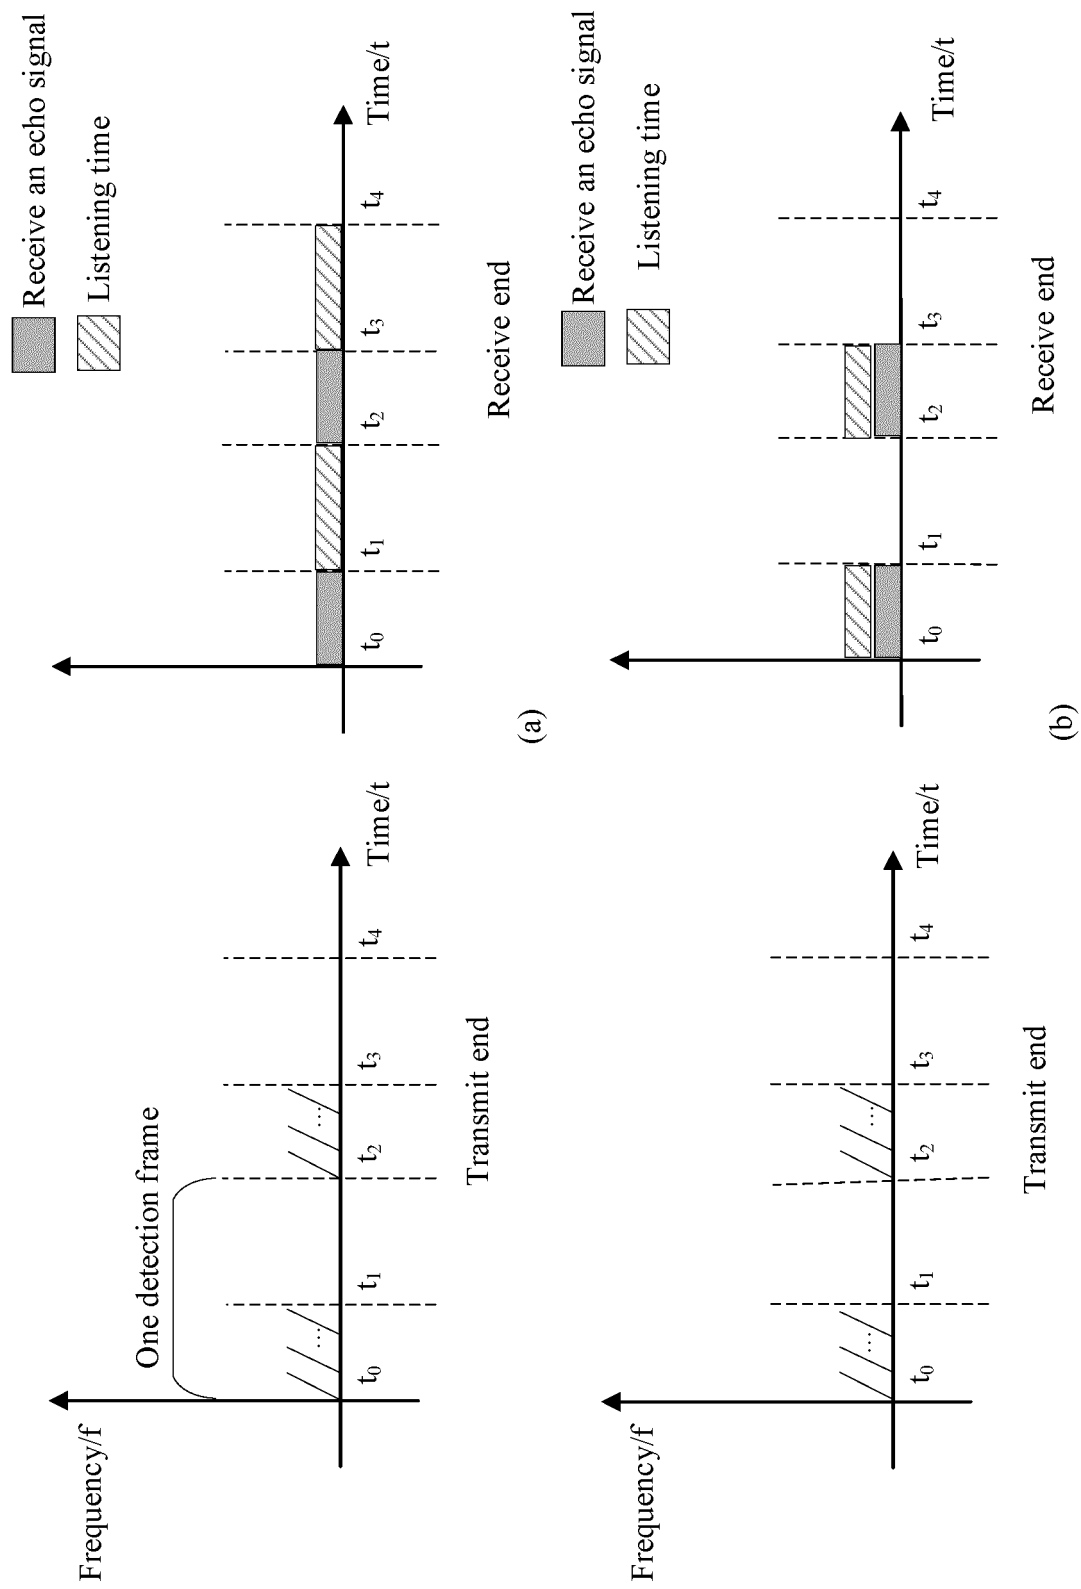 Frequency/f
One detection frame
t0
t1
t2
t3
t4
Time/t
...
...
Transmit end
Receive an echo signal
Listening time
t0
t1
t2
t3
t4
Time/t
Receive end
(a)
Frequency/f
t0
t1
t2
t3
t4
Time/t
...
...
Transmit end
Receive an echo signal
Listening time
t0
t1
t2
t3
t4
Time/t
Receive end
(b)